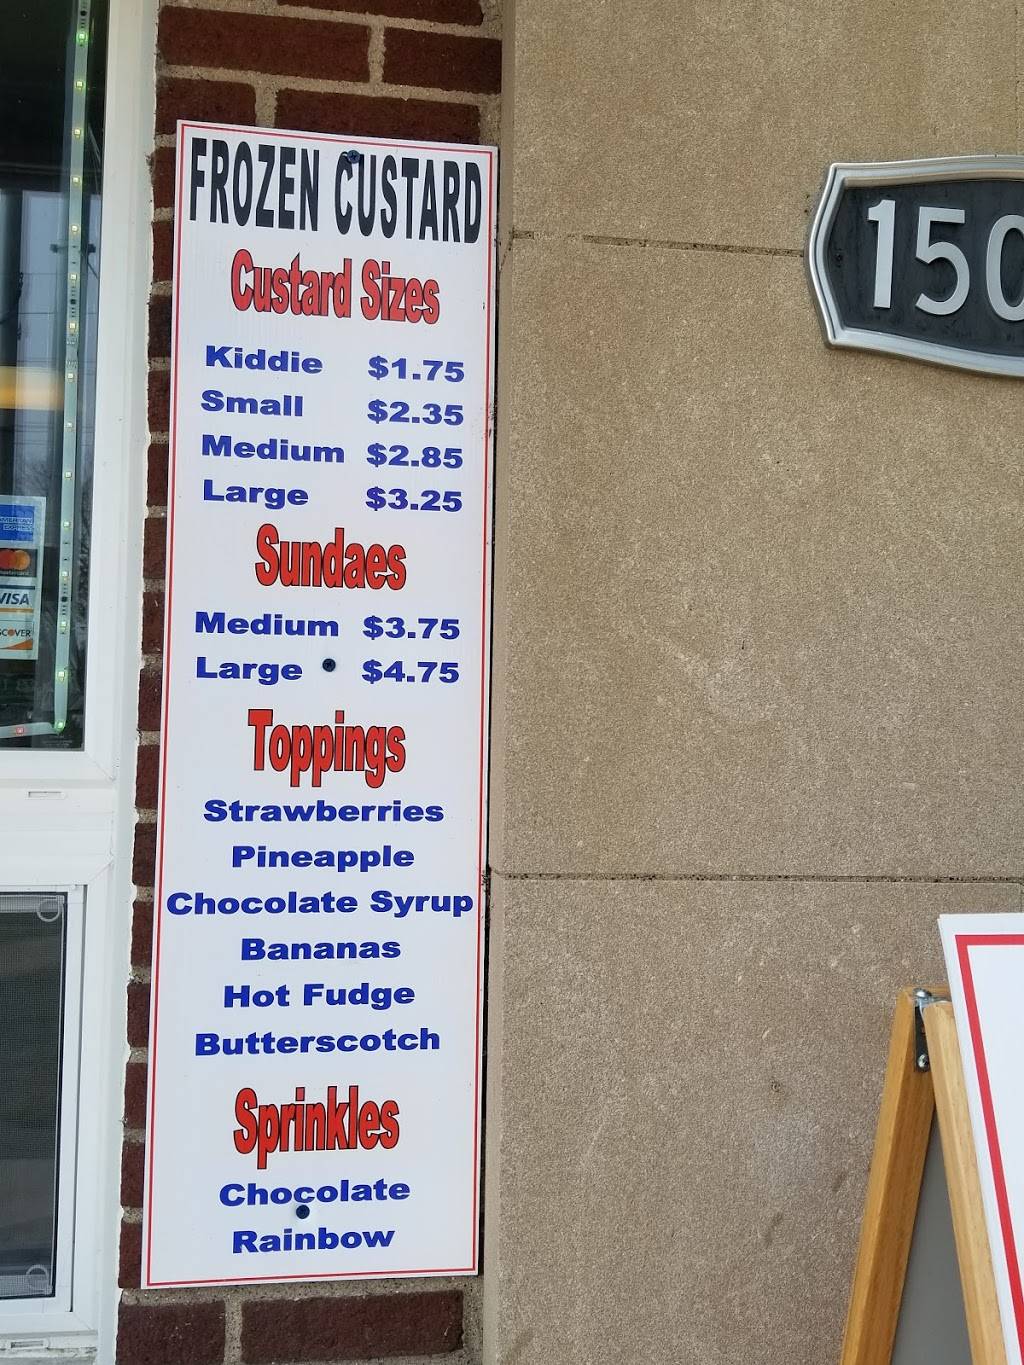 FROZEN CUSTARD
Custard Sizes
Kiddie $1.75
Small $2.35
Medium $2.85
Large $3.25
Sundaes
Medium $3.75
Large $4.75
Toppings
Strawberries
Pineapple
Chocolate Syrup
Bananas
Hot Fudge
Butterscotch
Sprinkles
Chocolate
Rainbow
150
VISA